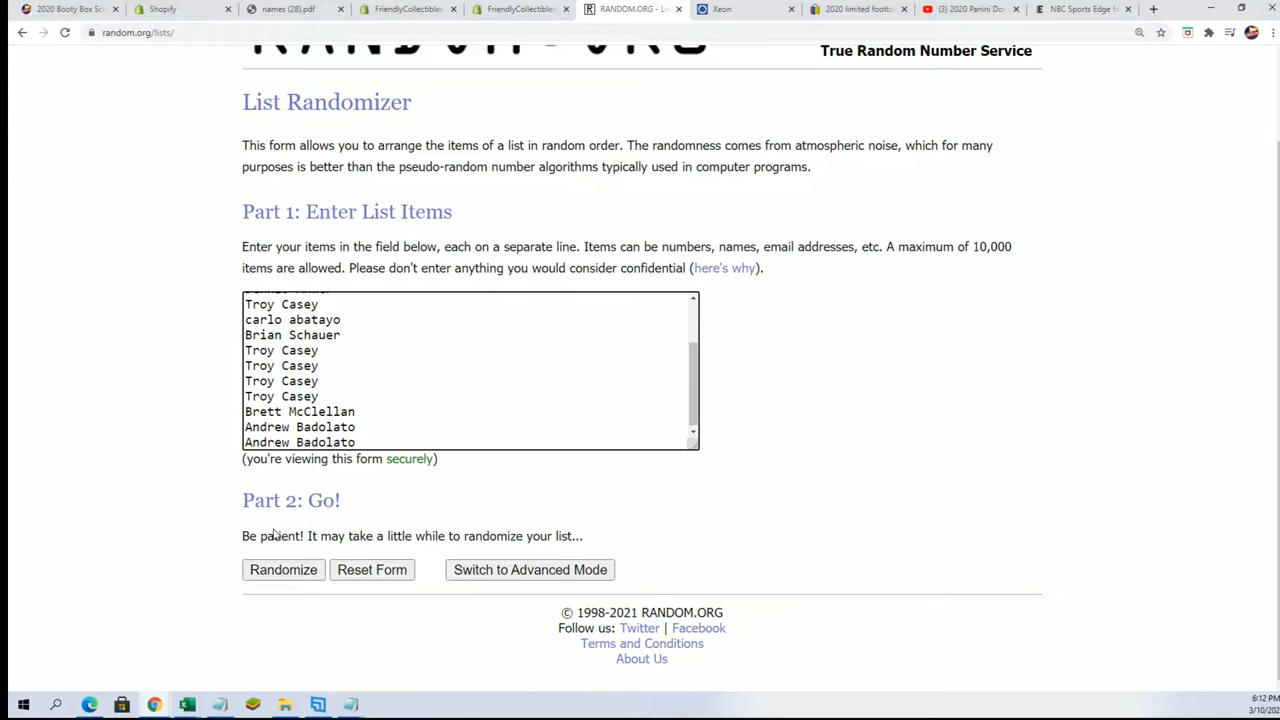 2020 Booty Box Scr
Shopify
names (28).pdf
FriendlyCollectibles
FriendlyCollectibles
RANDOM.ORG - Li
Xeon
2020 limited footba
(3) 2020 Panini Do
NBC Sports Edge f
random.org/lists/
RANDOM.ORG
True Random Number Service
List Randomizer
This form allows you to arrange the items of a list in random order. The randomness comes from atmospheric noise, which for many
purposes is better than the pseudo-random number algorithms typically used in computer programs.
Part 1: Enter List Items
Enter your items in the field below, each on a separate line. Items can be numbers, names, email addresses, etc. A maximum of 10,000
items are allowed. Please don't enter anything you would consider confidential (here's why).
Troy Casey
carlo abatayo
Brian Schauer
Troy Casey
Troy Casey
Troy Casey
Troy Casey
Brett McClellan
Andrew Badolato
Andrew Badolato
(you're viewing this form securely)
Part 2: Go!
Be patient! It may take a little while to randomize your list...
Randomize Reset Form Switch to Advanced Mode
© 1998-2021 RANDOM.ORG
Follow us: Twitter | Facebook
Terms and Conditions
About Us
6:12 PM
3/10/202